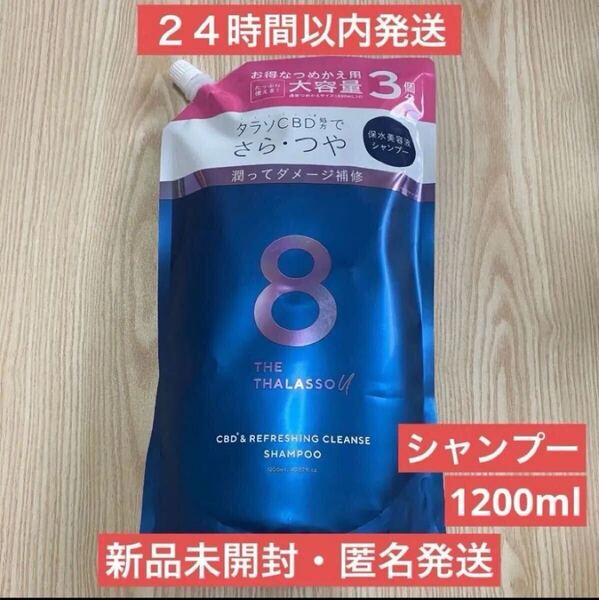 ２４時間以内発送
お得なつめかえ用
大容量 3個
タラソCBD処方で
さら・つや
保水美容液
シャンプー
潤ってダメージ補修
8
THE
THALASSO u
CBD & REFRESHING CLEANSE
SHAMPOO
シャンプー
1200ml
新品未開封・匿名発送